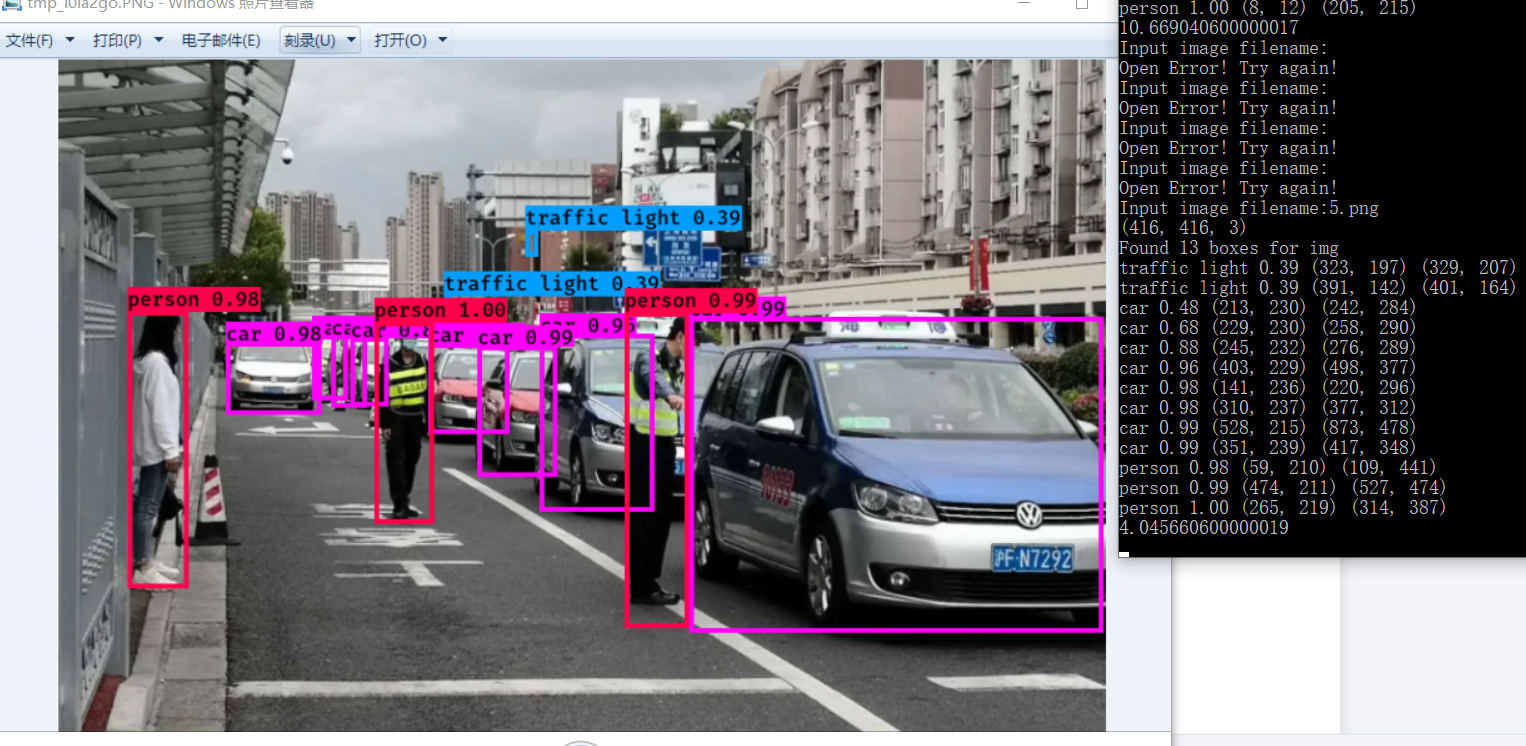 tmp_i0la2go.PNG - Windows 照片查看器
文件(F) 打印(P) 电子邮件(E) 刻录(U) 打开(O)
traffic light 0.39
traffic light 0.39
person 0.98
person 1.00
person 0.99
car 0.98
car
car 0.99
0.99
沪F·N7292
person 1.00 (8, 12) (205, 215)
10.669040600000017
Input image filename:
Open Error! Try again!
Input image filename:
Open Error! Try again!
Input image filename:
Open Error! Try again!
Input image filename:
Open Error! Try again!
Input image filename:5.png
(416, 416, 3)
Found 13 boxes for img
traffic light 0.39 (323, 197) (329, 207)
traffic light 0.39 (391, 142) (401, 164)
car 0.48 (213, 230) (242, 284)
car 0.68 (229, 230) (258, 290)
car 0.88 (245, 232) (276, 289)
car 0.96 (403, 229) (498, 377)
car 0.98 (141, 236) (220, 296)
car 0.98 (310, 237) (377, 312)
car 0.99 (528, 215) (873, 478)
car 0.99 (351, 239) (417, 348)
person 0.98 (59, 210) (109, 441)
person 0.99 (474, 211) (527, 474)
person 1.00 (265, 219) (314, 387)
4.045660600000019